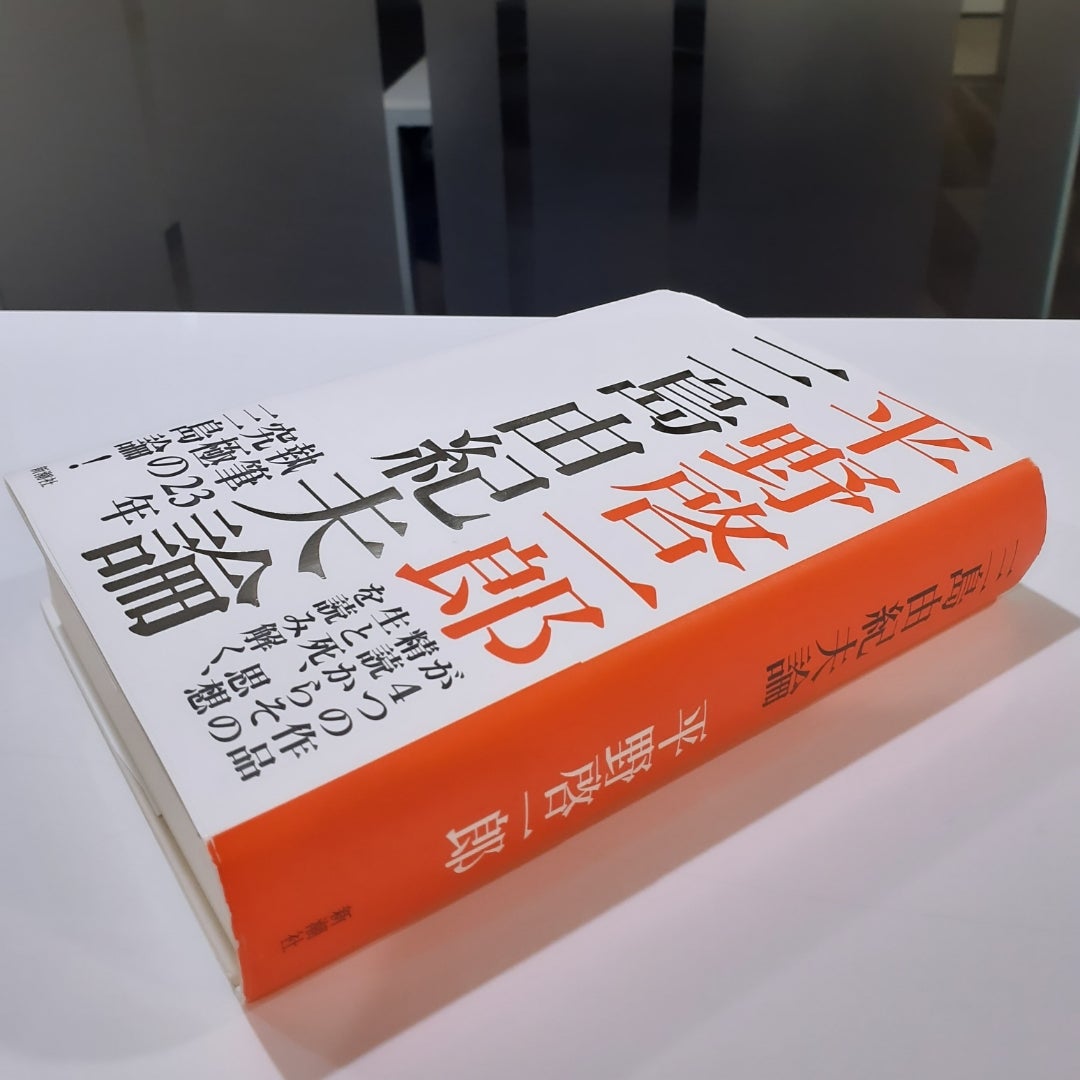 平野啓一郎
三島由紀夫論
が4つの作品の
精読から、その思想
と生と死を読み解く
執筆23年
究極の
三島論!
新潮社
三島由紀夫論
平野啓一郎
新潮社